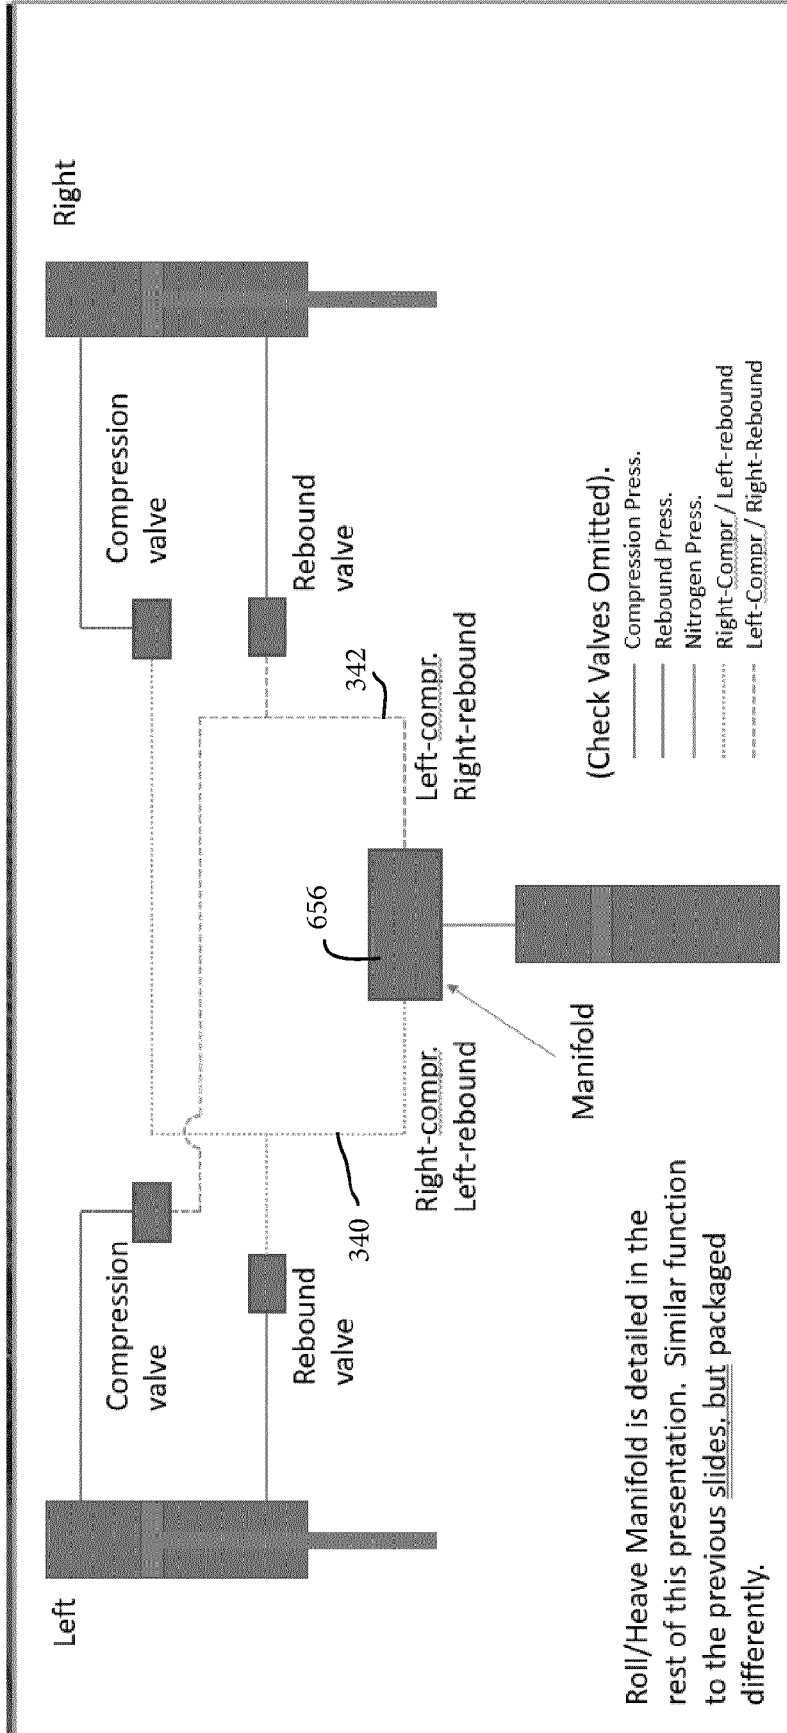 Left
Right
Compression
valve
Compression
valve
Rebound
valve
Rebound
valve
340
342
656
Right-compr.
Left-rebound
Left-compr.
Right-rebound
Manifold
(Check Valves Omitted).
Compression Press.
Rebound Press.
Nitrogen Press.
Right-Compr / Left-rebound
Left-Compr / Right-Rebound
Roll/Heave Manifold is detailed in the
rest of this presentation. Similar function
to the previous slides, but packaged
differently.